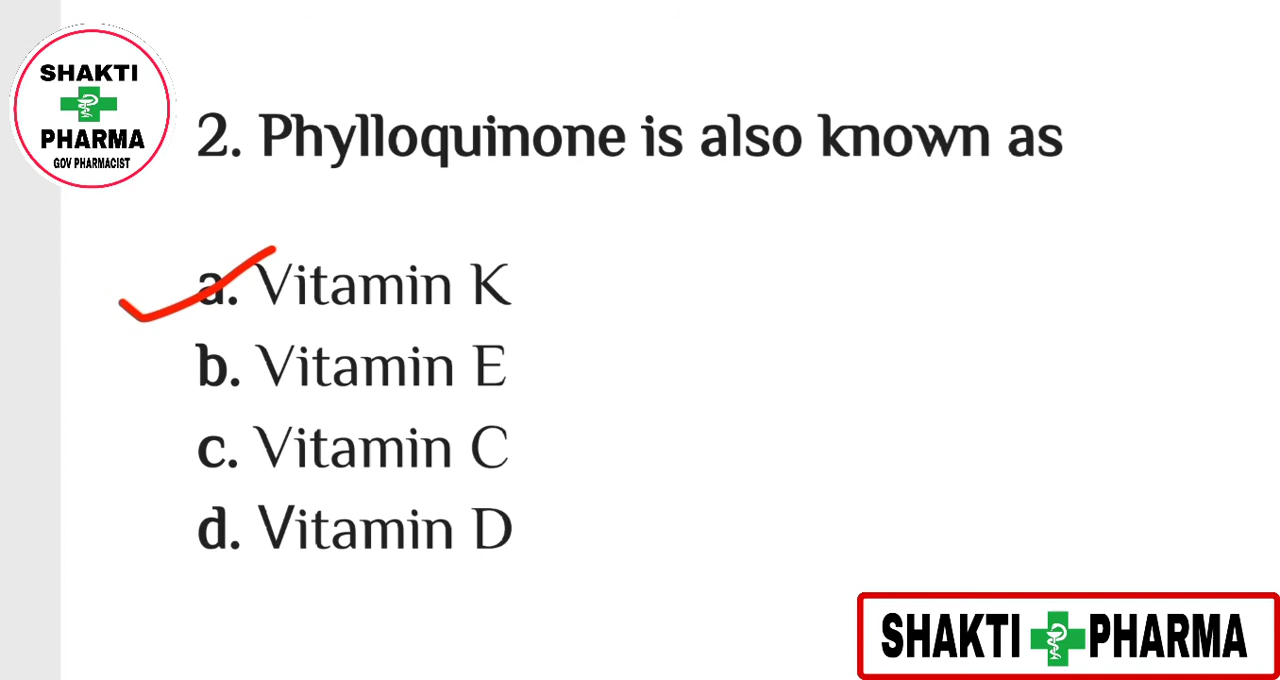 SHAKTI
PHARMA
GOV PHARMACIST
2. Phylloquinone is also known as
a. Vitamin K
b. Vitamin E
c. Vitamin C
d. Vitamin D
SHAKTI PHARMA